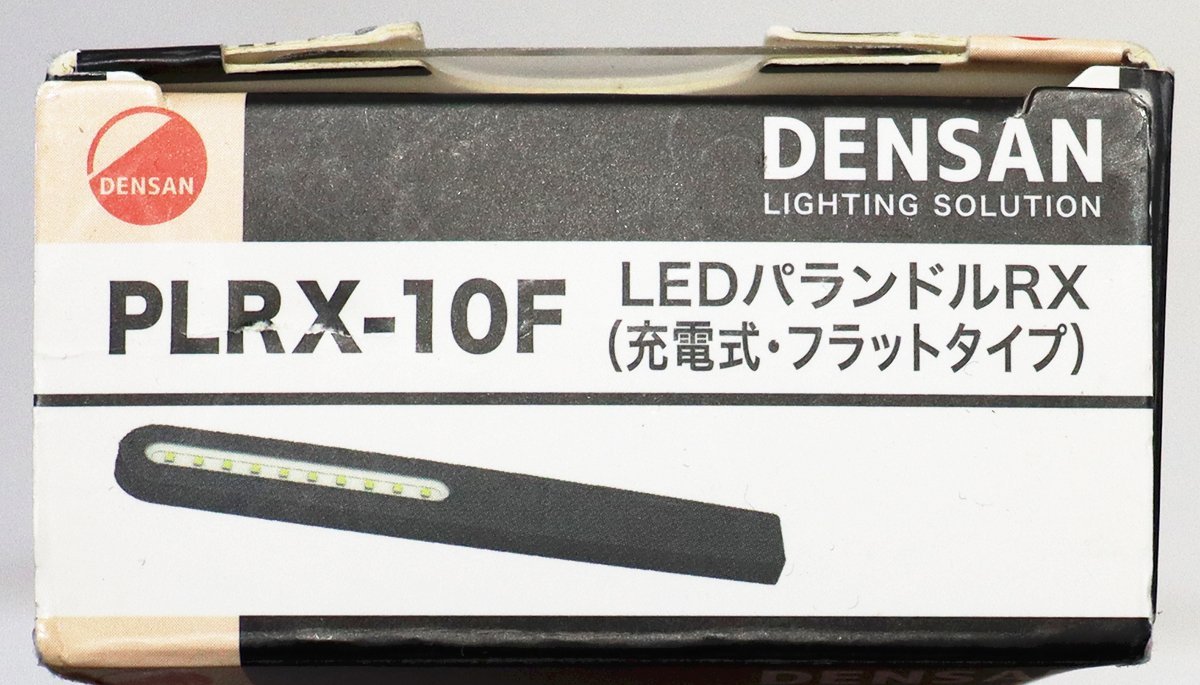 DENSAN
DENSAN
LIGHTING SOLUTION
PLRX-10F
LEDパランドルRX
(充電式・フラットタイプ)
DENSAN